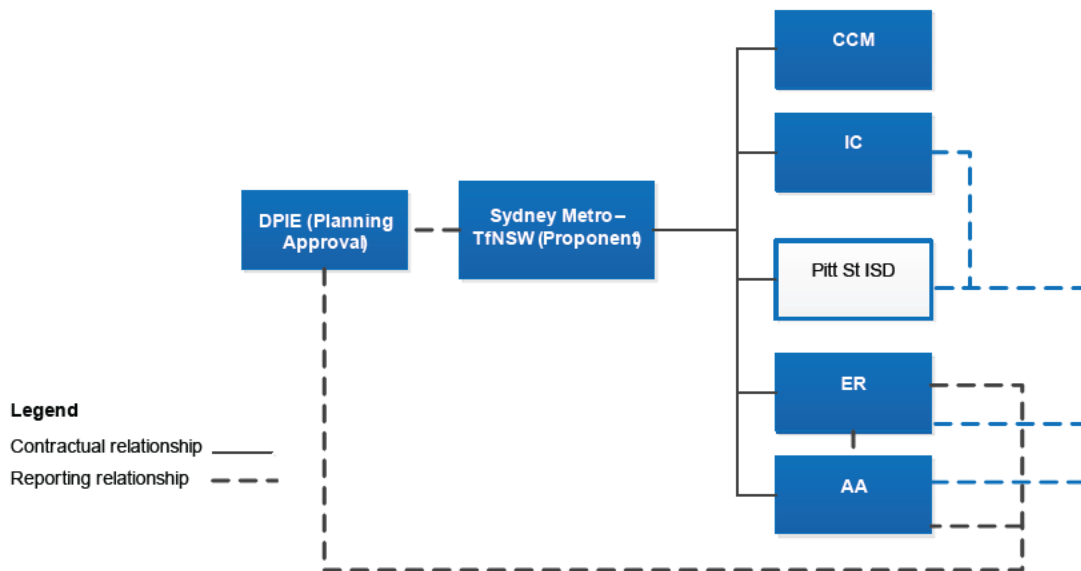 CCM
IC
DPIE (Planning
Approval)
Sydney Metro–
TfNSW (Proponent)
Pitt St ISD
ER
AA
Legend
Contractual relationship
Reporting relationship